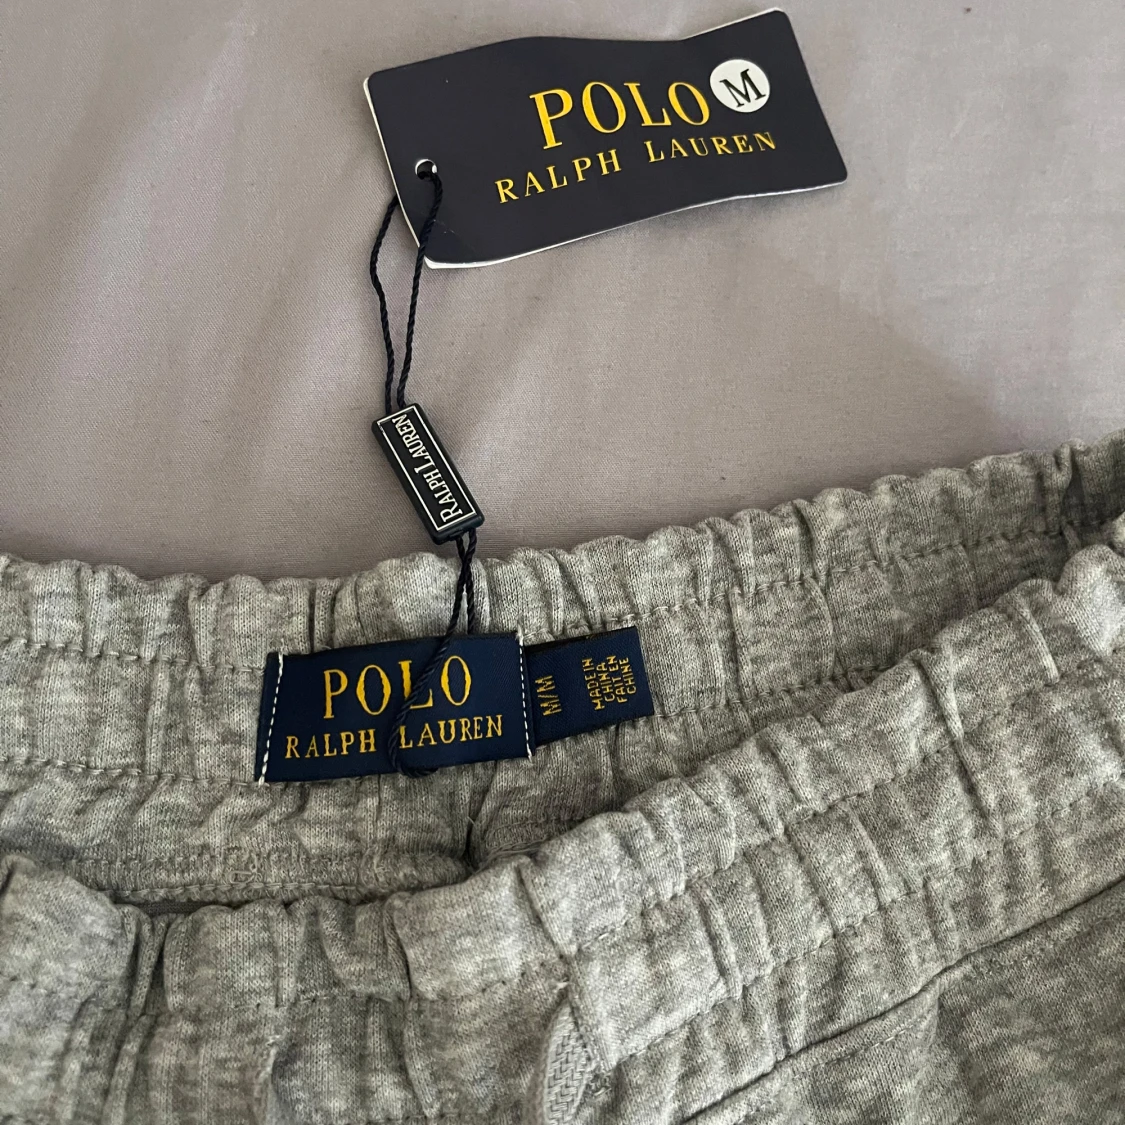 POLO M
RALPH LAUREN
RALPH LAUREN
POLO
RALPH LAUREN
M/M
MADE IN
CHINA
FAIT EN
CHINE